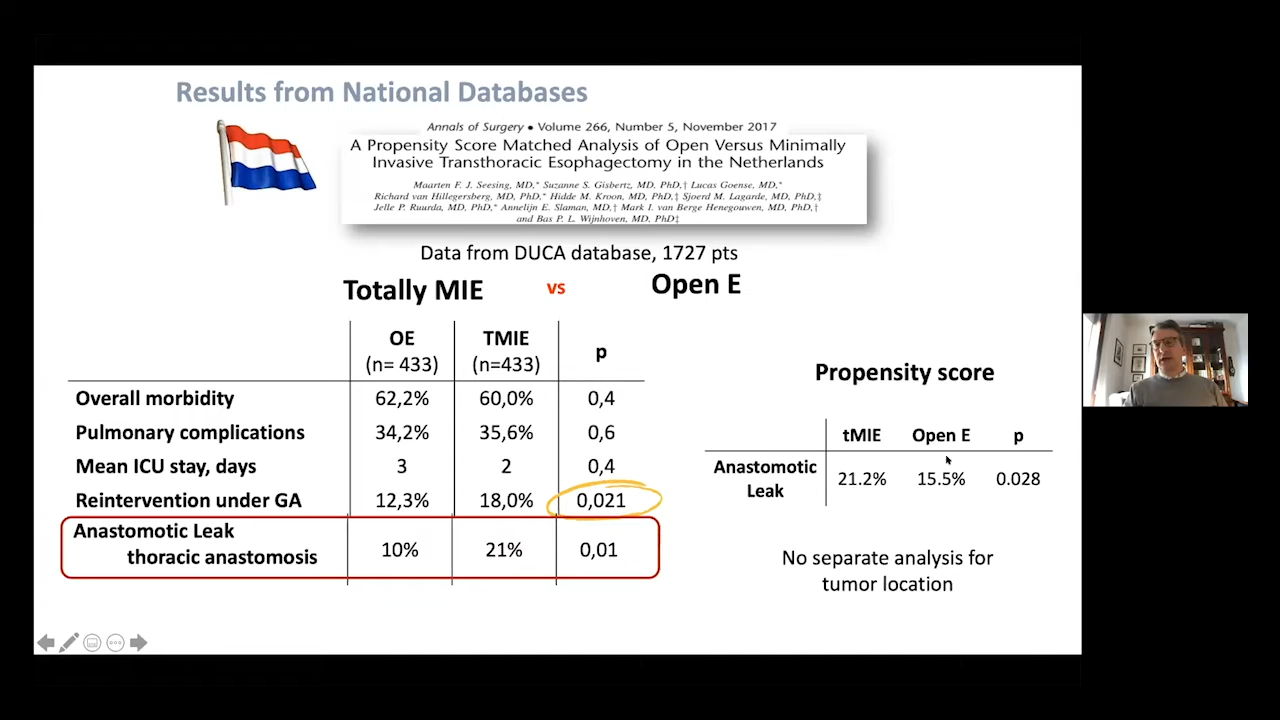 Results from National Databases
Annals of Surgery • Volume 266, Number 5, November 2017
A Propensity Score Matched Analysis of Open Versus Minimally
Invasive Transthoracic Esophagectomy in the Netherlands
Maarten F. J. Seesing, MD,* Suzanne S. Gisbertz, MD, PhD,† Lucas Goense, MD,*
Richard van Hillegersberg, MD, PhD,* Hidde M. Kroon, MD, PhD,‡ Sjoerd M. Lagarde, MD, PhD,‡
Jelle P. Ruurda, MD, PhD,* Annelijn E. Slaman, MD,† Mark I. van Berge Henegouwen, MD, PhD,†
and Bas P. L. Wijnhoven, MD, PhD‡
Data from DUCA database, 1727 pts
Totally MIE vs Open E
OE TMIE p
(n= 433) (n=433)
Overall morbidity 62,2% 60,0% 0,4
Pulmonary complications 34,2% 35,6% 0,6
Mean ICU stay, days 3 2 0,4
Reintervention under GA 12,3% 18,0% 0,021
Anastomotic Leak
thoracic anastomosis 10% 21% 0,01
Propensity score
tMIE Open E p
Anastomotic
Leak 21.2% 15.5% 0.028
No separate analysis for
tumor location